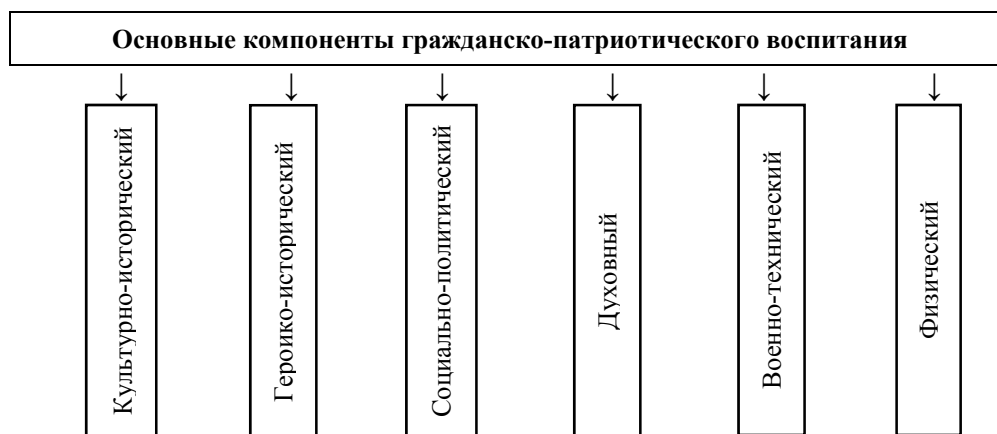 Основные компоненты гражданско-патриотического воспитания
Культурно-исторический
Героико-исторический
Социально-политический
Духовный
Военно-технический
Физический